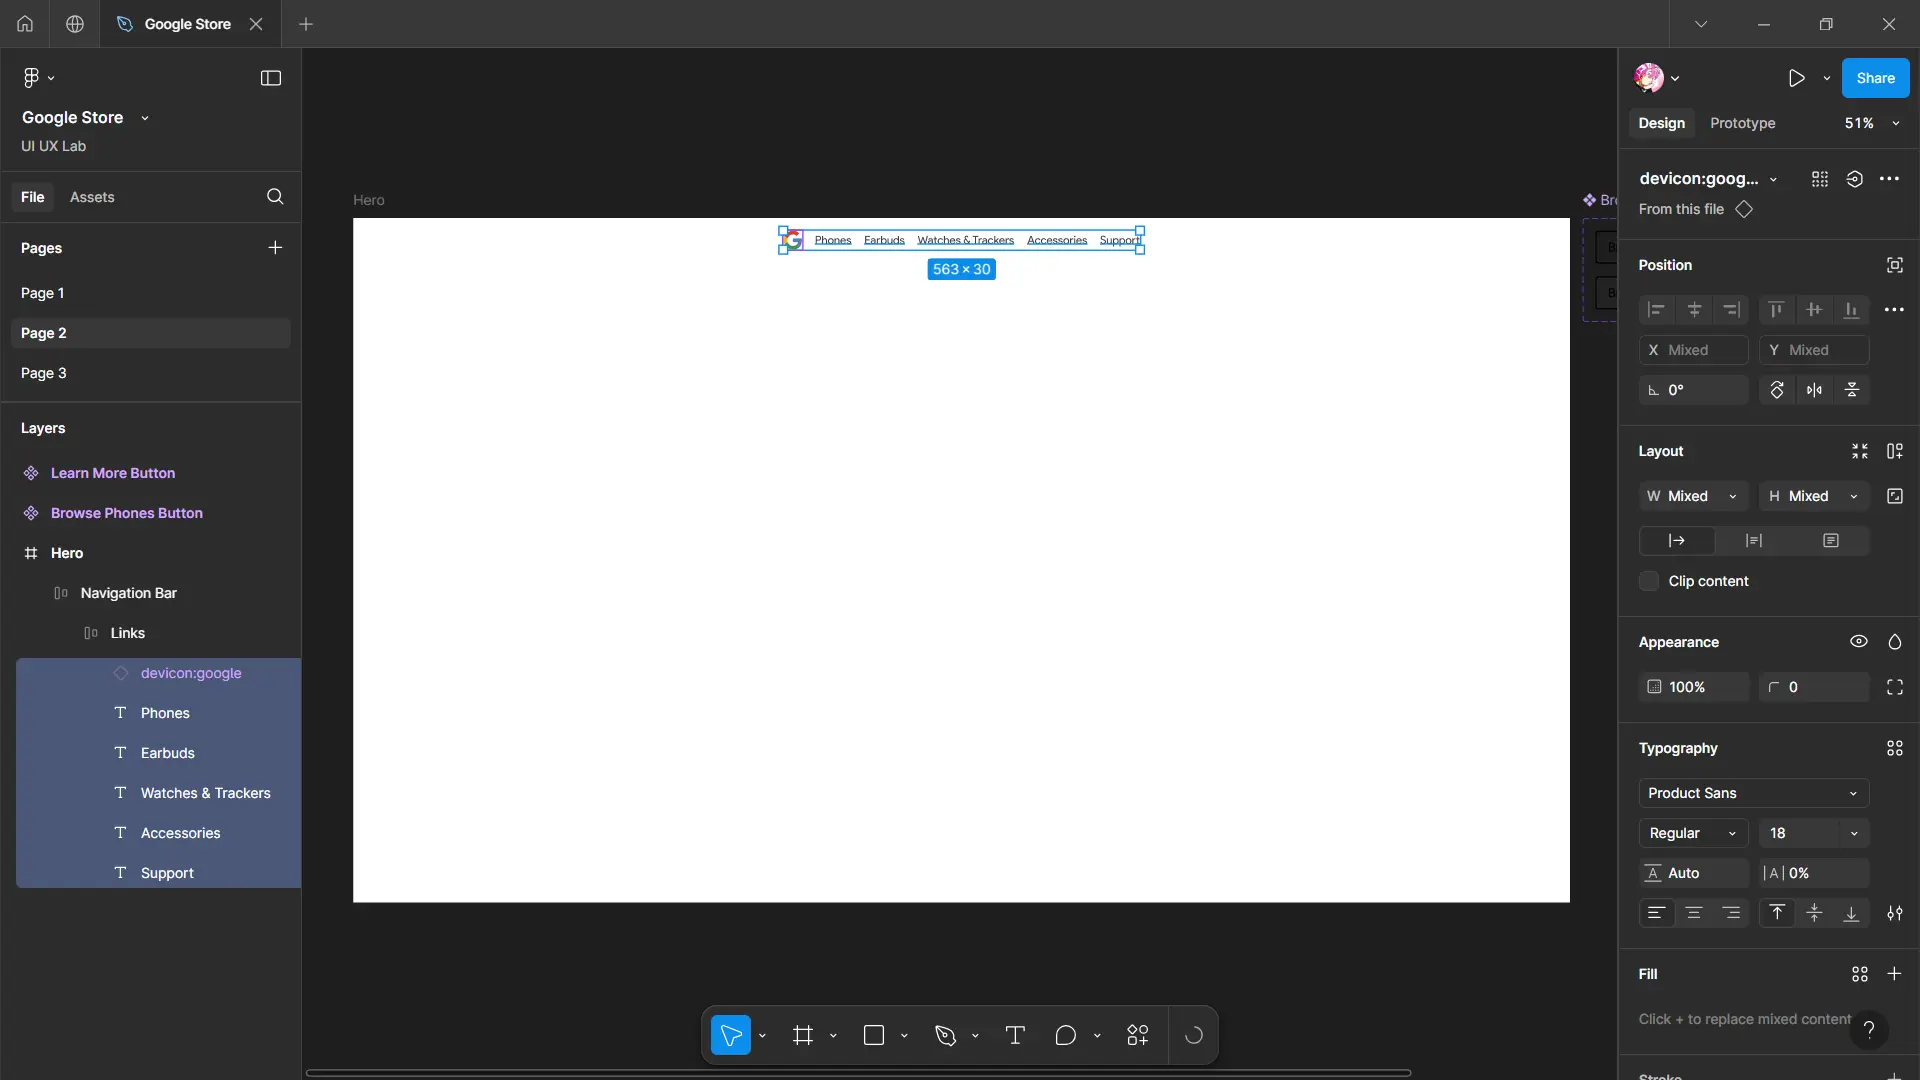 Google Store
Google Store
UI UX Lab
File
Assets
Pages
Page 1
Page 2
Page 3
Layers
Learn More Button
Browse Phones Button
Hero
Navigation Bar
Links
devicon:google
Phones
Earbuds
Watches & Trackers
Accessories
Support
Hero
Phones Earbuds Watches & Trackers Accessories Support
563 × 30
Bro
B
B
Share
Design
Prototype
51%
devicon:goog...
From this file
Position
X Mixed
Y Mixed
0°
Layout
W Mixed
H Mixed
Clip content
Appearance
100%
0
Typography
Product Sans
Regular
18
Auto
0%
Fill
Click + to replace mixed content
?
Stroke